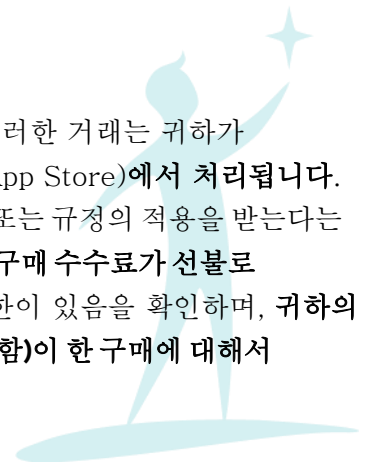 러한 거래는 귀하가
App Store)에서 처리됩니다.
또는 규정의 적용을 받는다는
구매 수수료가 선불로
한이 있음을 확인하며, 귀하의
함)이 한 구매에 대해서